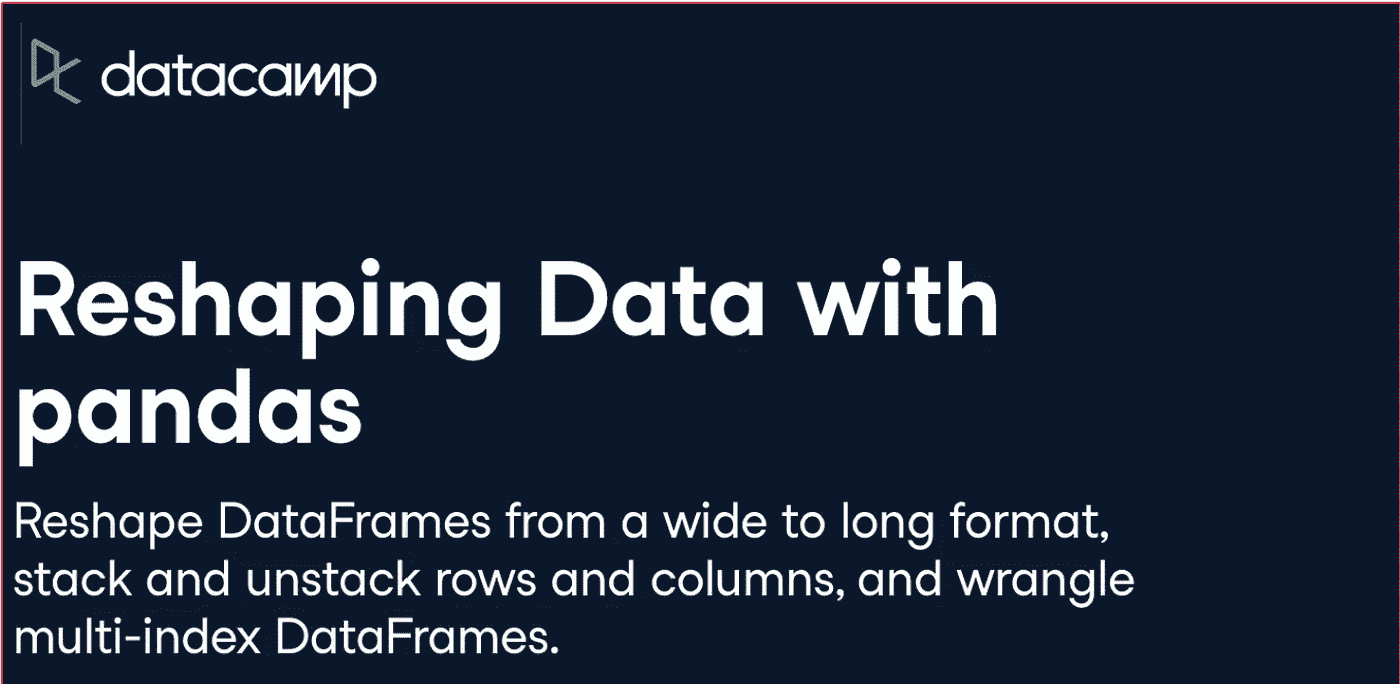 datacamp
Reshaping Data with
pandas
Reshape DataFrames from a wide to long format,
stack and unstack rows and columns, and wrangle
multi-index DataFrames.